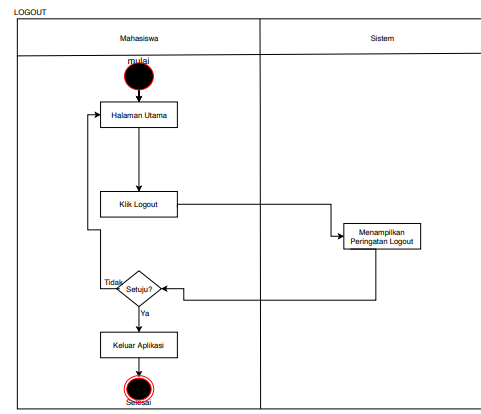 LOGOUT
Mahasiswa
Sistem
mulai
Halaman Utama
Klik Logout
Menampilkan
Peringatan Logout
Tidak
Setuju?
Ya
Keluar Aplikasi
Selesai